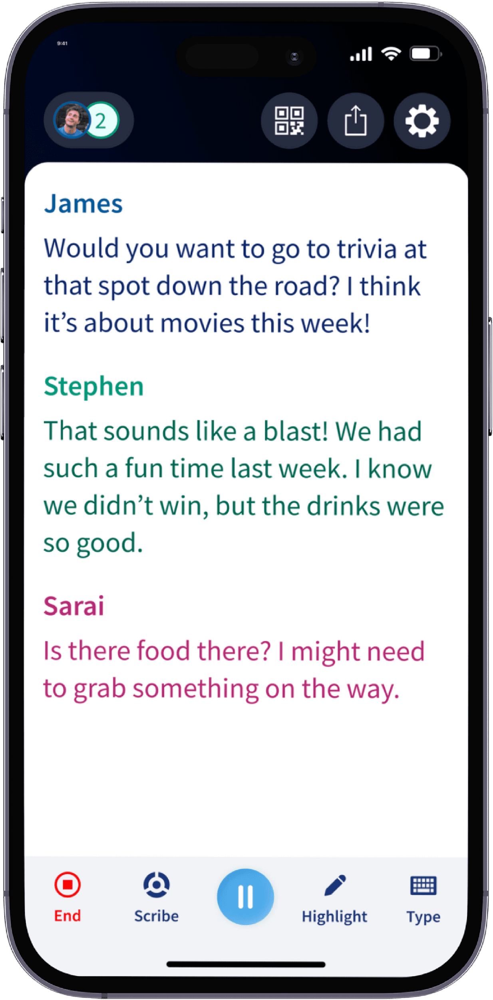 9:41
2
James
Would you want to go to trivia at
that spot down the road? I think
it’s about movies this week!
Stephen
That sounds like a blast! We had
such a fun time last week. I know
we didn’t win, but the drinks were
so good.
Sarai
Is there food there? I might need
to grab something on the way.
End
Scribe
Highlight
Type